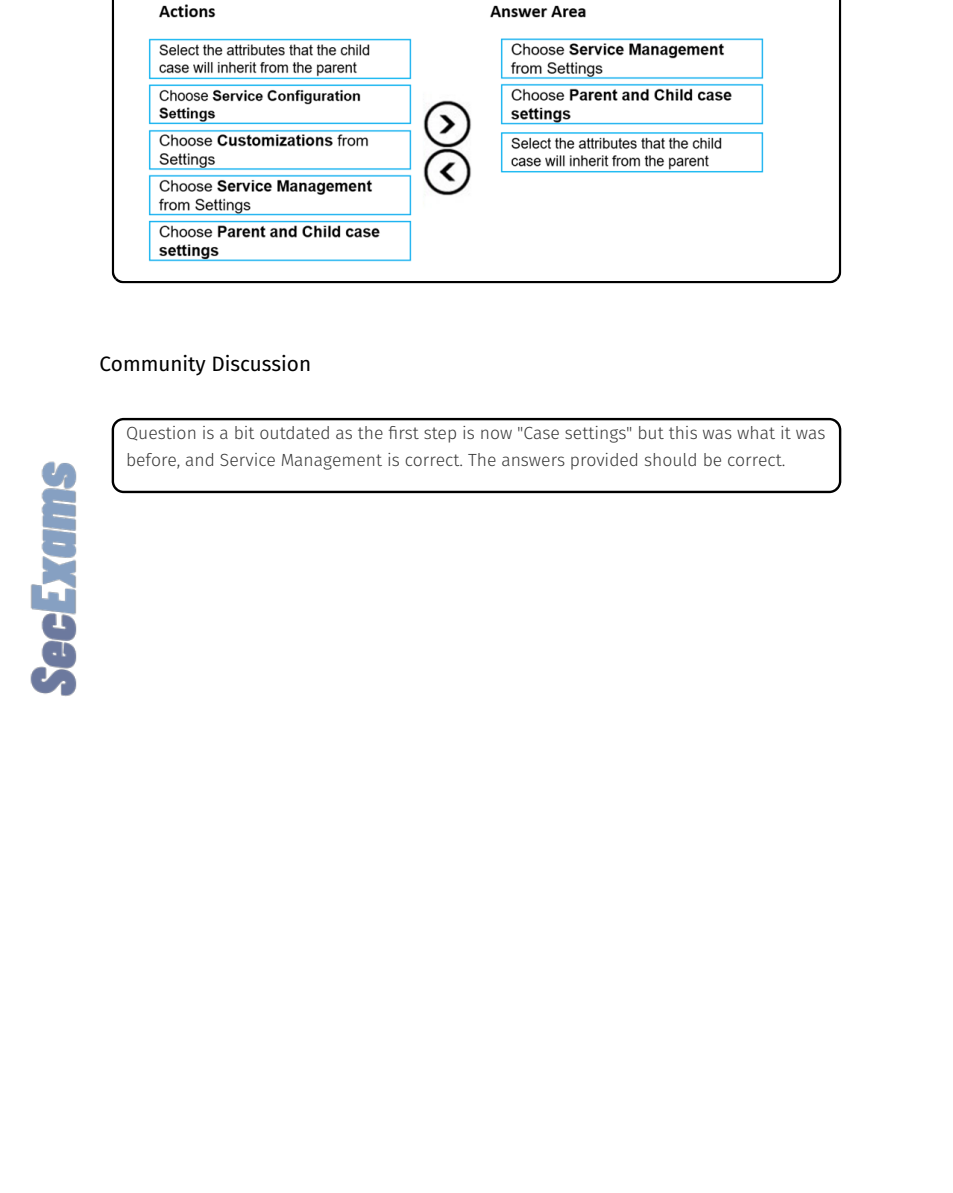 Actions
Answer Area
Select the attributes that the child
case will inherit from the parent
Choose Service Configuration
Settings
Choose Customizations from
Settings
Choose Service Management
from Settings
Choose Parent and Child case
settings
Choose Service Management
from Settings
Choose Parent and Child case
settings
Select the attributes that the child
case will inherit from the parent
Community Discussion
Question is a bit outdated as the first step is now "Case settings" but this was what it was
before, and Service Management is correct. The answers provided should be correct.
SecExams